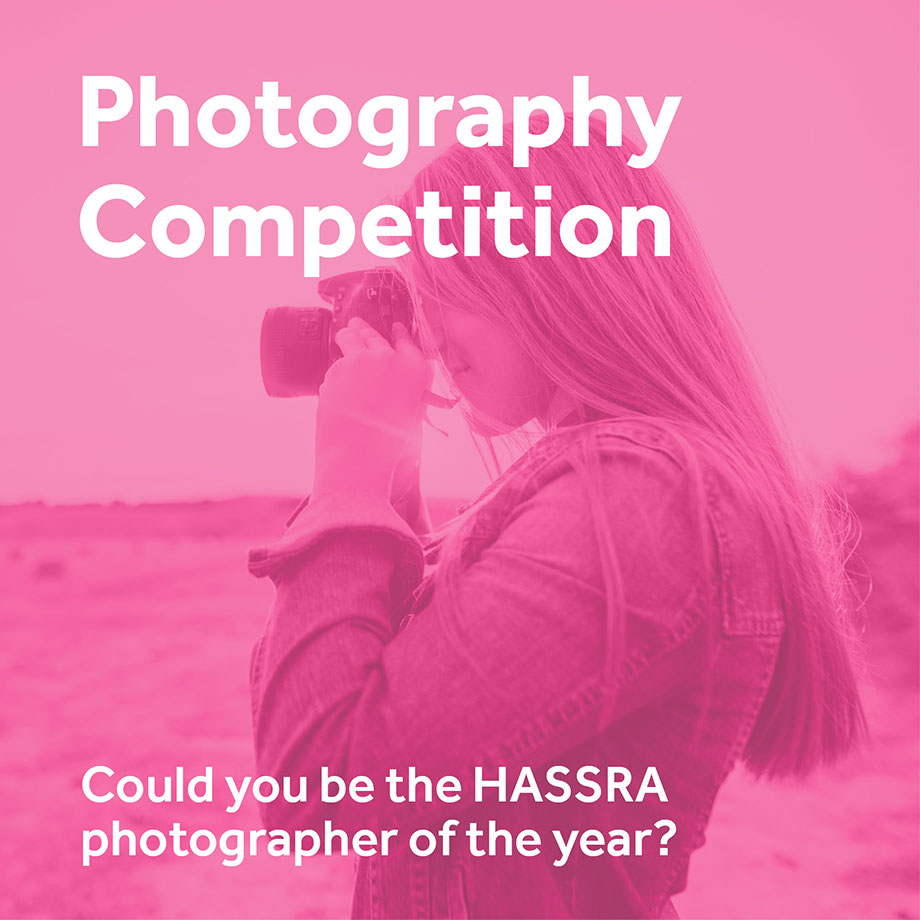 Photography
Competition
Could you be the HASSRA
photographer of the year?